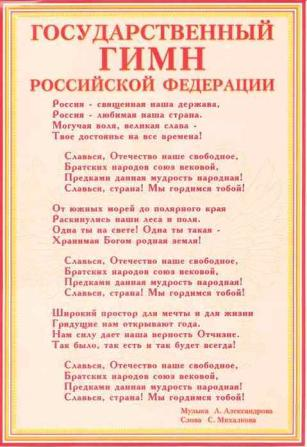 ГОСУДАРСТВЕННЫЙ
ГИМН
РОССИЙСКОЙ ФЕДЕРАЦИИ
Россия - священная наша держава,
Россия - любимая наша страна.
Могучая воля, великая слава -
Твое достоянье на все времена!
Славься, Отечество наше свободное,
Братских народов союз вековой,
Предками данная мудрость народная!
Славься, страна! Мы гордимся тобой!
От южных морей до полярного края
Раскинулись наши леса и поля.
Одна ты на свете! Одна ты такая -
Хранимая Богом родная земля!
Славься, Отечество наше свободное,
Братских народов союз вековой,
Предками данная мудрость народная!
Славься, страна! Мы гордимся тобой!
Широкий простор для мечты и для жизни
Грядущие нам открывают года.
Нам силу дает наша верность Отчизне.
Так было, так есть и так будет всегда!
Славься, Отечество наше свободное,
Братских народов союз вековой,
Предками данная мудрость народная!
Славься, страна! Мы гордимся тобой!
Музыка А. Александрова
Слова С. Михалкова